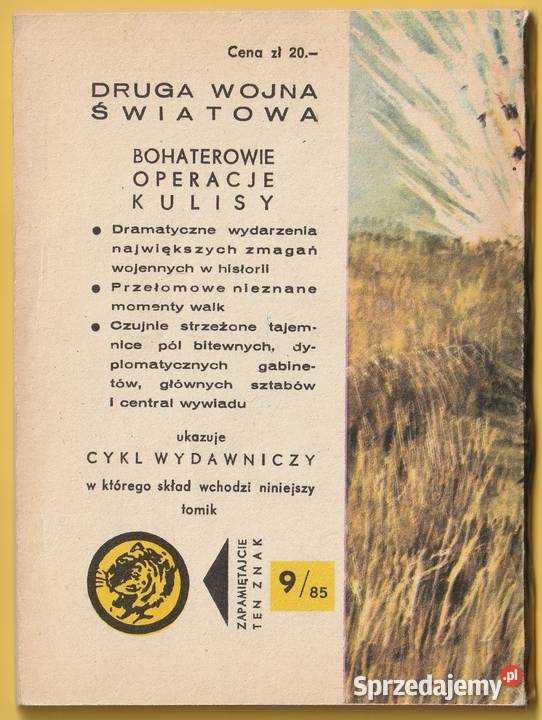 Cena zł 20.–
DRUGA WOJNA
ŚWIATOWA
BOHATEROWIE
OPERACJE
KULISY
● Dramatyczne wydarzenia
największych zmagań
wojennych w historii
● Przełomowe nieznane
momenty walk
● Czujnie strzeżone tajem-
nice pól bitewnych, dy-
plomatycznych gabine-
tów, głównych sztabów
i central wywiadu
ukazuje
CYKL WYDAWNICZY
w którego skład wchodzi niniejszy
tomik
ZAPAMIĘTAJCIE
TEN ZNAK
9/85
Sprzedajemy.pl